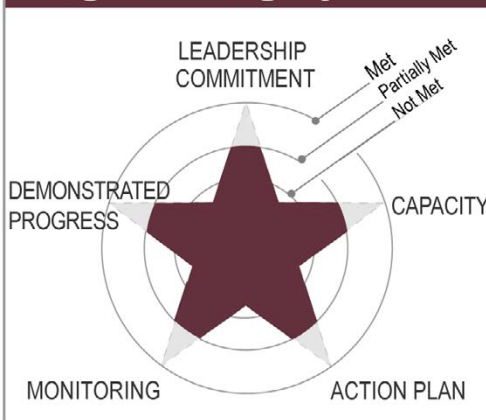 LEADERSHIP
COMMITMENT
Met
Partially Met
Not Met
DEMONSTRATED
PROGRESS
CAPACITY
MONITORING
ACTION PLAN